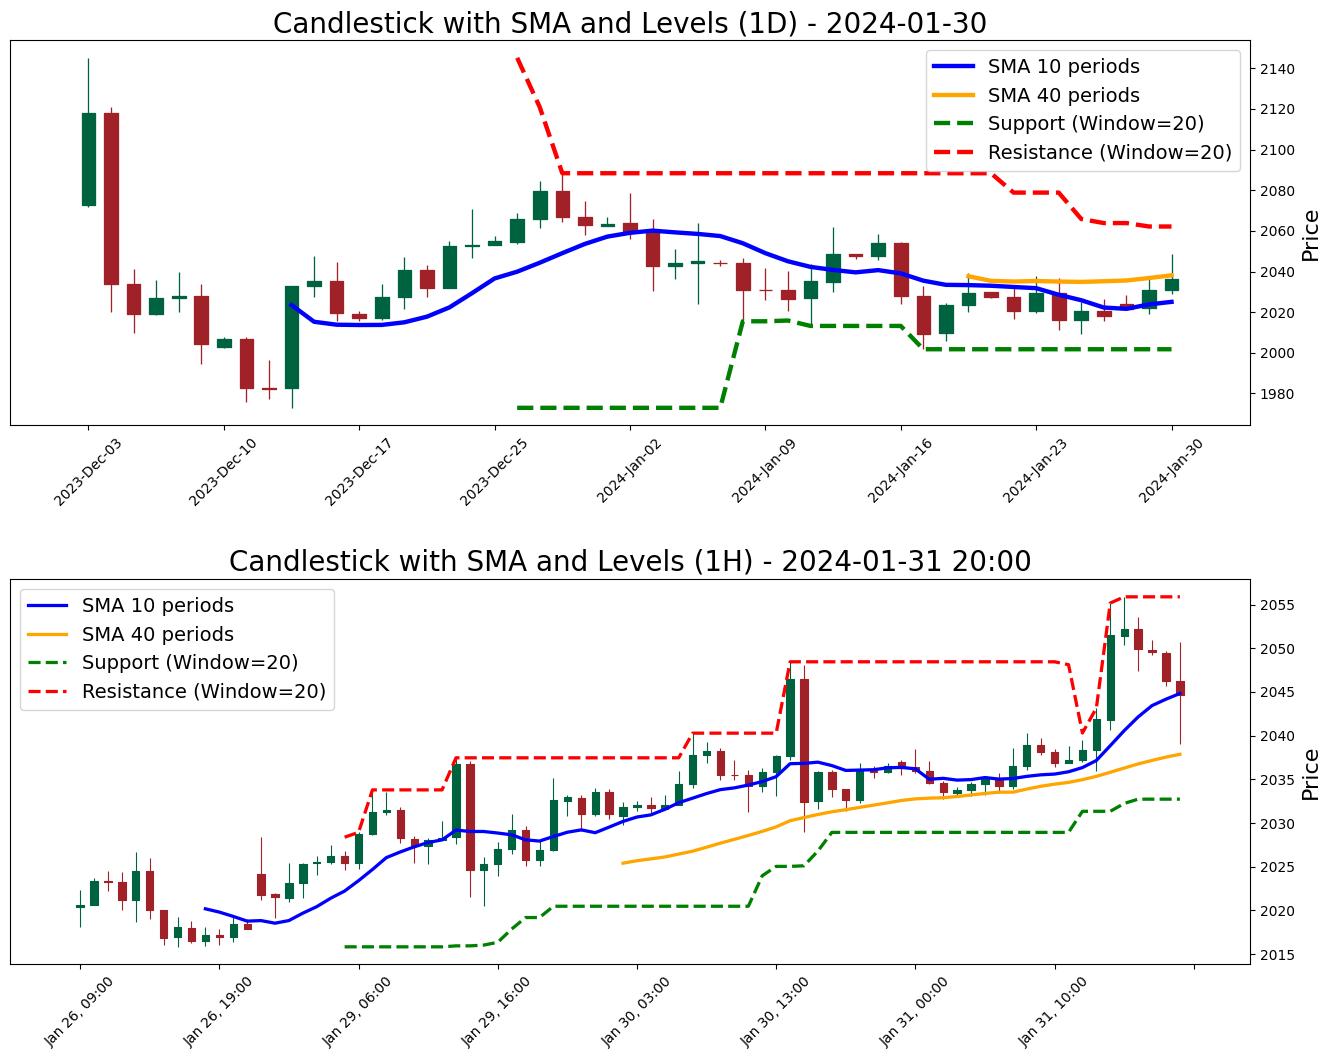 Candlestick with SMA and Levels (1D) - 2024-01-30
SMA 10 periods
SMA 40 periods
Support (Window=20)
Resistance (Window=20)
2140
2120
2100
2080
2060
2040
2020
2000
1980
Price
2023-Dec-03
2023-Dec-10
2023-Dec-17
2023-Dec-25
2024-Jan-02
2024-Jan-09
2024-Jan-16
2024-Jan-23
2024-Jan-30
Candlestick with SMA and Levels (1H) - 2024-01-31 20:00
SMA 10 periods
SMA 40 periods
Support (Window=20)
Resistance (Window=20)
2055
2050
2045
2040
2035
2030
2025
2020
2015
Price
Jan 26, 09:00
Jan 26, 19:00
Jan 29, 06:00
Jan 29, 16:00
Jan 30, 03:00
Jan 30, 13:00
Jan 31, 00:00
Jan 31, 10:00